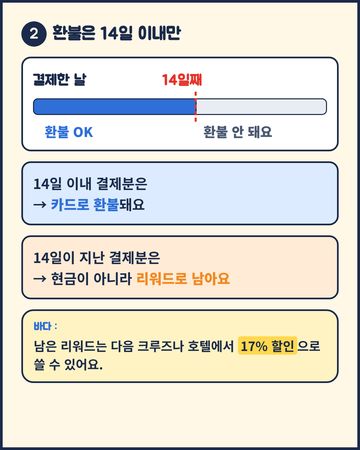 2 환불은 14일 이내만
결제한 날 14일째
환불 OK 환불 안 돼요
14일 이내 결제분은
→ 카드로 환불돼요
14일이 지난 결제분은
→ 현금이 아니라 리워드로 남아요
바다 :
남은 리워드는 다음 크루즈나 호텔에서 17% 할인으로
쓸 수 있어요.